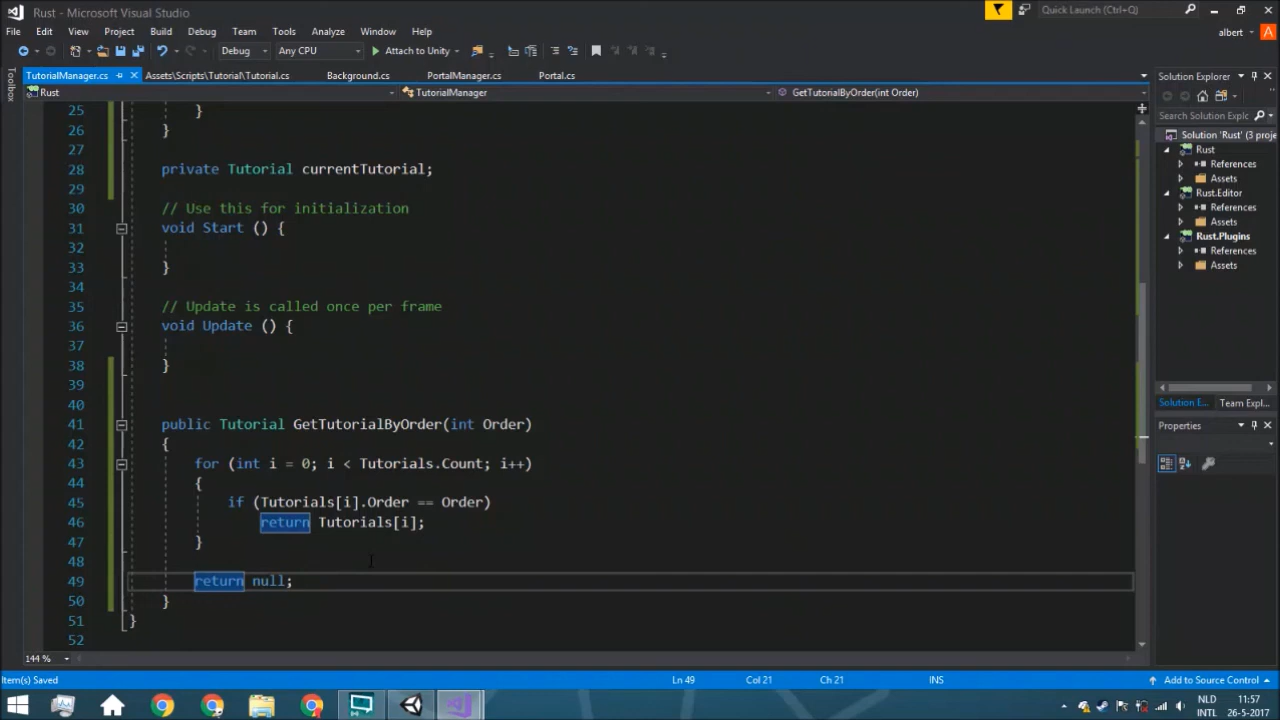 Rust - Microsoft Visual Studio
Quick Launch (Ctrl+Q)
File Edit View Project Build Debug Team Tools Analyze Window Help
albert A
Debug Any CPU Attach to Unity
Toolbox
TutorialManager.cs Assets\Scripts\Tutorial\Tutorial.cs Background.cs PortalManager.cs Portal.cs
Rust TutorialManager GetTutorialByOrder(int Order)
25 }
26 }
27
28 private Tutorial currentTutorial;
29
30 // Use this for initialization
31 void Start () {
32
33 }
34
35 // Update is called once per frame
36 void Update () {
37
38 }
39
40
41 public Tutorial GetTutorialByOrder(int Order)
42 {
43 for (int i = 0; i < Tutorials.Count; i++)
44 {
45 if (Tutorials[i].Order == Order)
46 return Tutorials[i];
47 }
48
49 return null;
50 }
51 }
52
144 %
Solution Explorer
Search Solution Explc
Solution 'Rust' (3 proje
Rust
References
Assets
Rust.Editor
References
Assets
Rust.Plugins
References
Assets
Solution E... Team Expl...
Properties
Item(s) Saved Ln 49 Col 21 Ch 21 INS Add to Source Control
NLD 11:57
INTL 26-5-2017